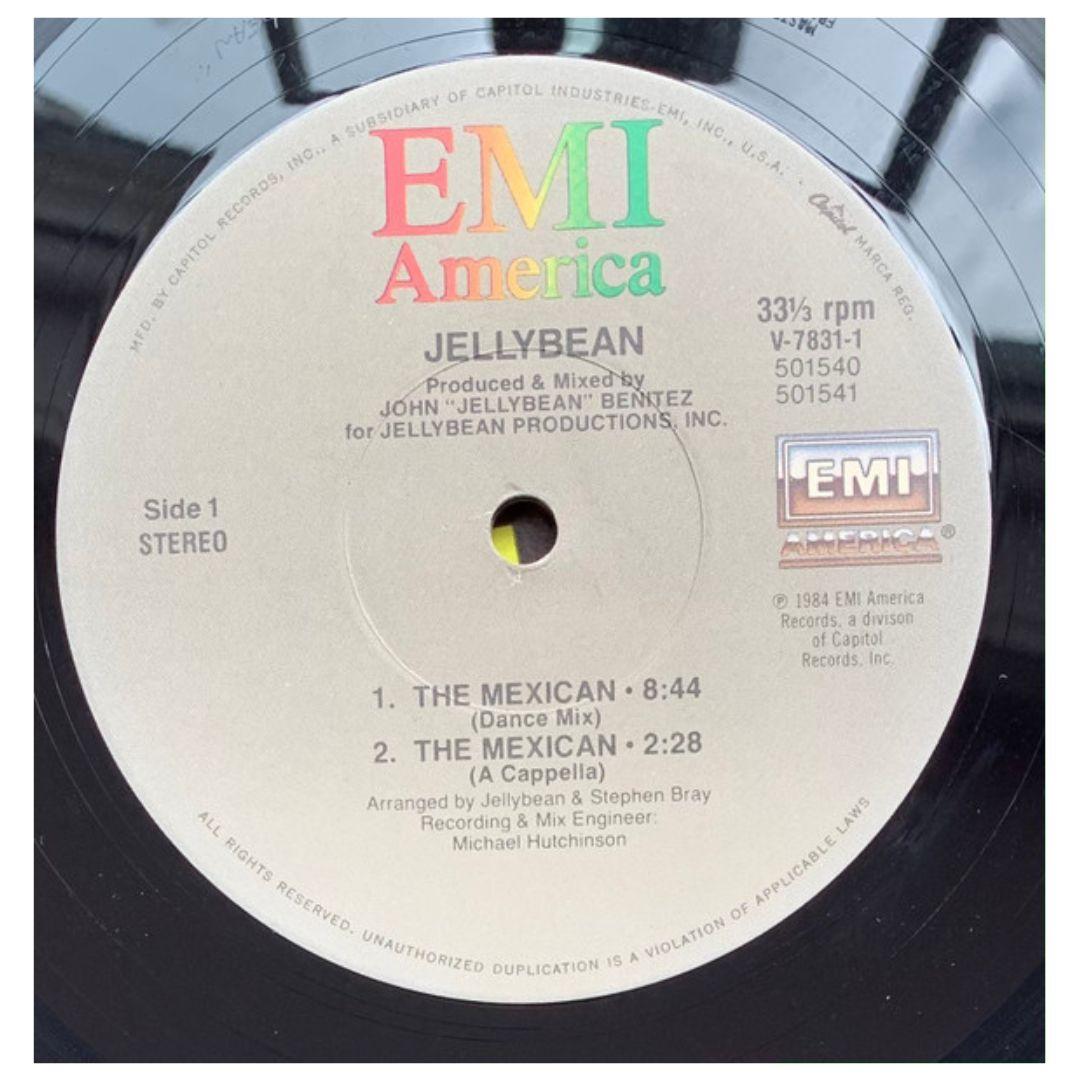 MFD. BY CAPITOL RECORDS, INC., A SUBSIDIARY OF CAPITOL INDUSTRIES-EMI, INC., U.S.A. · Capitol MARCA REG.
EMI
America
JELLYBEAN
Produced & Mixed by
JOHN "JELLYBEAN" BENITEZ
for JELLYBEAN PRODUCTIONS, INC.
33⅓ rpm
V-7831-1
501540
501541
EMI
AMERICA®
Side 1
STEREO
℗ 1984 EMI America
Records, a divison
of Capitol
Records, Inc.
1. THE MEXICAN • 8:44
(Dance Mix)
2. THE MEXICAN • 2:28
(A Cappella)
Arranged by Jellybean & Stephen Bray
Recording & Mix Engineer:
Michael Hutchinson
ALL RIGHTS RESERVED. UNAUTHORIZED DUPLICATION IS A VIOLATION OF APPLICABLE LAWS